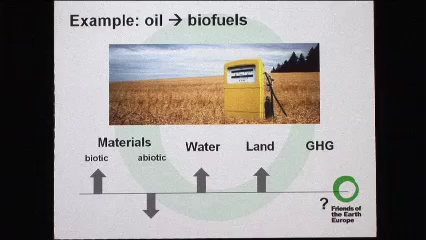 Example: oil → biofuels
Materials
biotic
abiotic
Water
Land
GHG
?
Friends of
the Earth
Europe